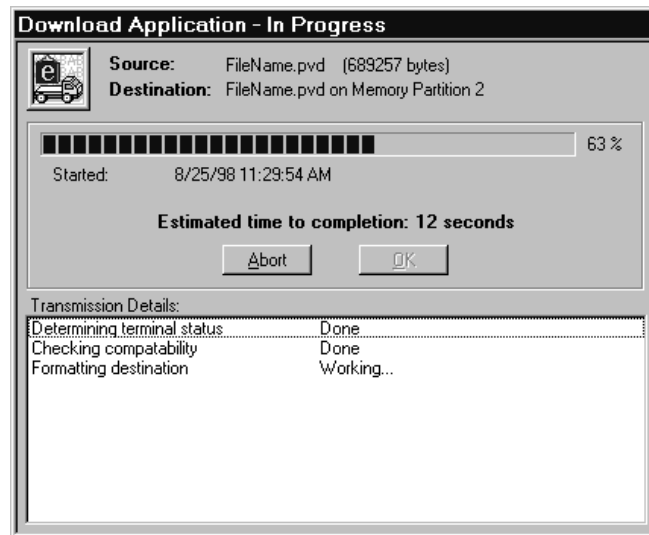 Download Application - In Progress
Source: FileName.pvd (689257 bytes)
Destination: FileName.pvd on Memory Partition 2
63 %
Started: 8/25/98 11:29:54 AM
Estimated time to completion: 12 seconds
Abort OK
Transmission Details:
Determining terminal status Done
Checking compatability Done
Formatting destination Working...